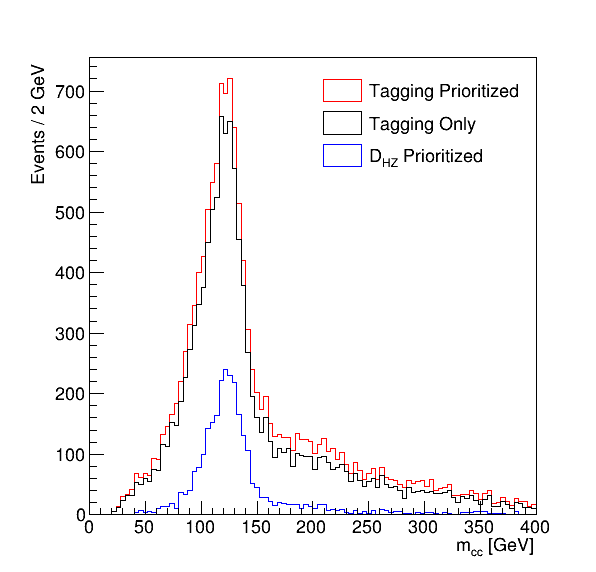 Events / 2 GeV
700
600
500
400
300
200
100
0
Tagging Prioritized
Tagging Only
D_HZ Prioritized
0 50 100 150 200 250 300 350 400
m_cc [GeV]